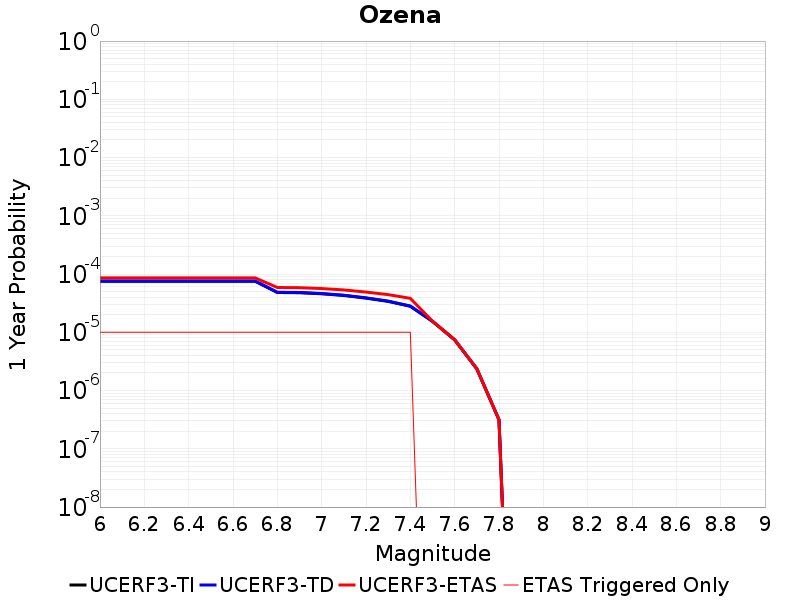 Ozena
1 Year Probability
10^0
10^-1
10^-2
10^-3
10^-4
10^-5
10^-6
10^-7
10^-8
6 6.2 6.4 6.6 6.8 7 7.2 7.4 7.6 7.8 8 8.2 8.4 8.6 8.8 9
Magnitude
UCERF3-TI UCERF3-TD UCERF3-ETAS ETAS Triggered Only